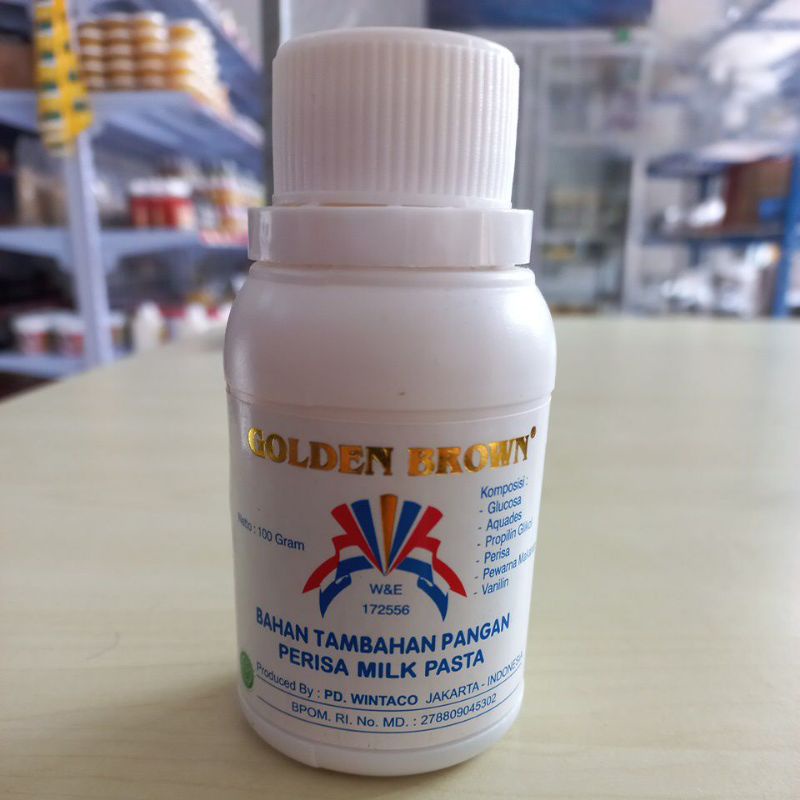 GOLDEN BROWN®
Netto : 100 Gram
Komposisi :
- Glucosa
- Aquades
- Propilin Glikol
- Perisa
- Pewarna
- Vanilin
W&E
172556
BAHAN TAMBAHAN PANGAN
PERISA MILK PASTA
Produced By : PD. WINTACO JAKARTA - INDONESIA
BPOM. RI. No. MD. : 278809045302